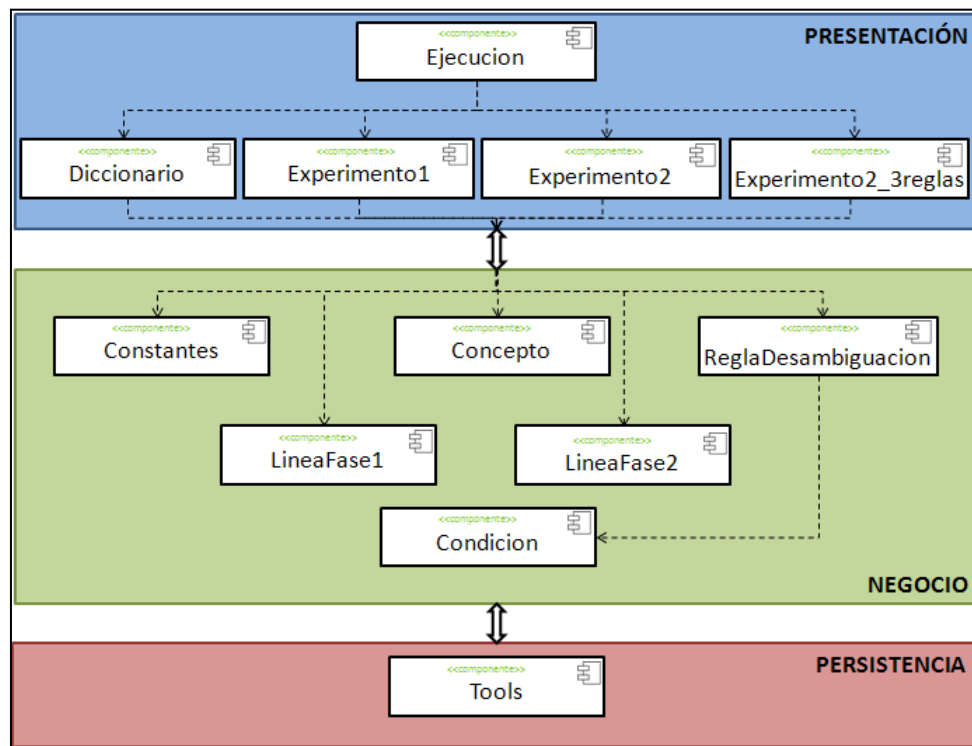 PRESENTACIÓN
<<componente>>
Ejecucion
<<componente>>
Diccionario
<<componente>>
Experimento1
<<componente>>
Experimento2
<<componente>>
Experimento2_3reglas
<<componente>>
Constantes
<<componente>>
Concepto
<<componente>>
ReglaDesambiguacion
<<componente>>
LineaFase1
<<componente>>
LineaFase2
<<componente>>
Condicion
NEGOCIO
PERSISTENCIA
<<componente>>
Tools